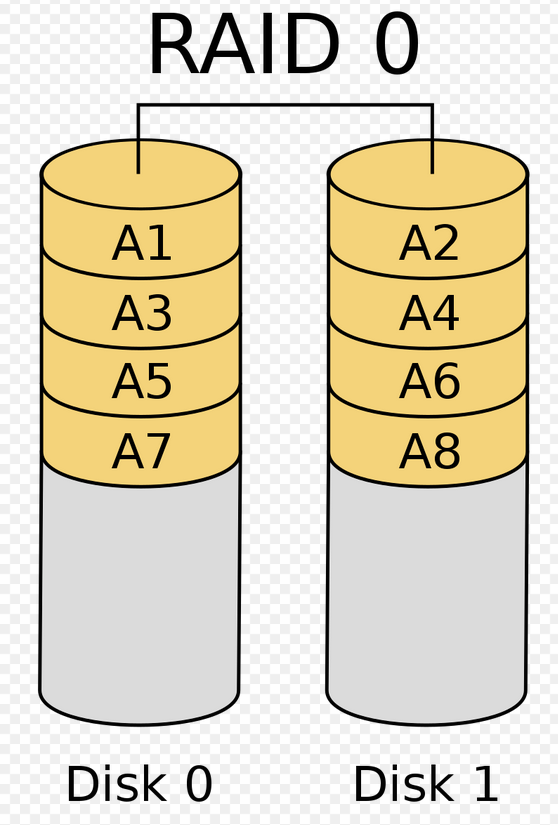 RAID 0
A1 A2
A3 A4
A5 A6
A7 A8
Disk 0 Disk 1